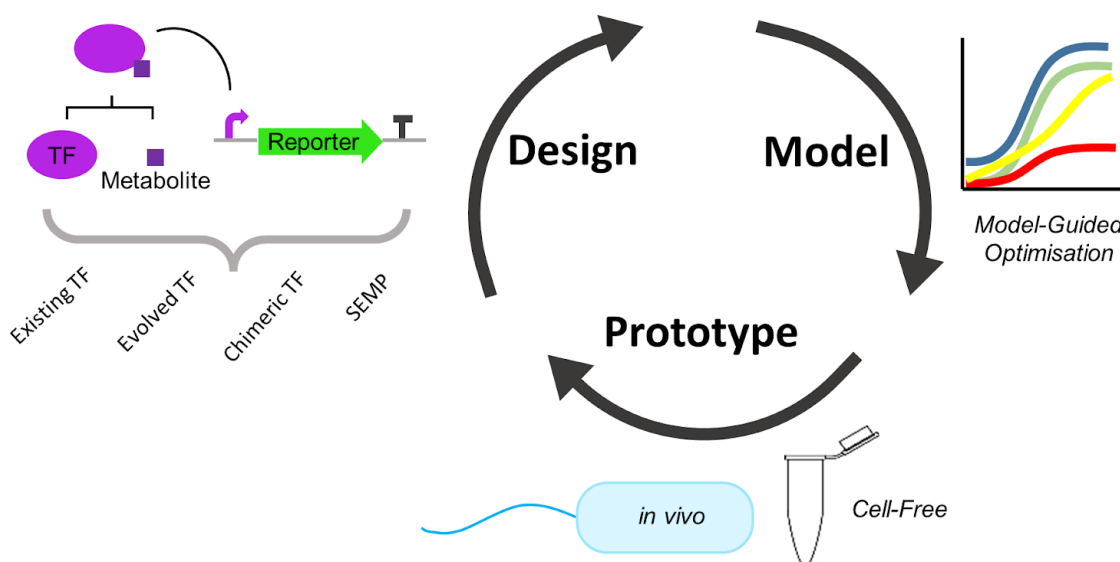 TF
Metabolite
Reporter
Existing TF
Evolved TF
Chimeric TF
SEMP
Design
Model
Prototype
Model-Guided
Optimisation
in vivo
Cell-Free